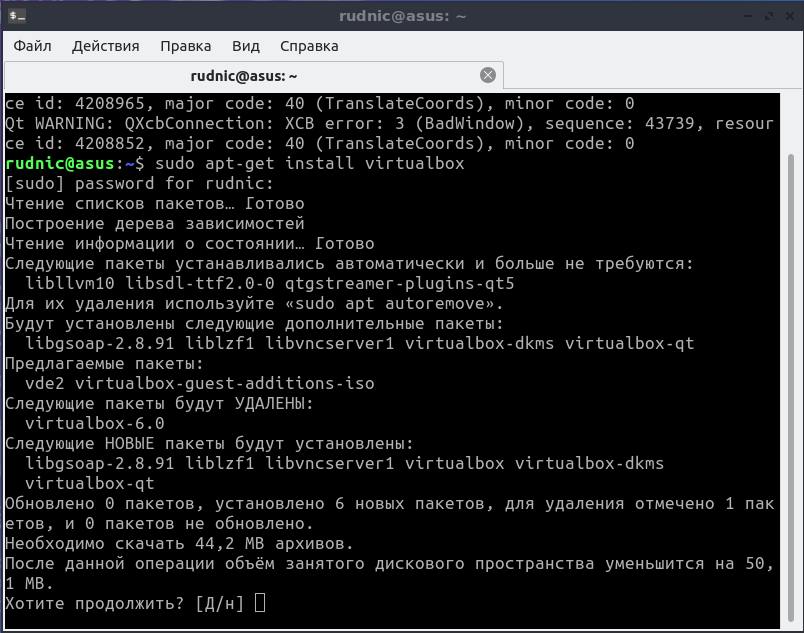 rudnic@asus: ~
Файл Действия Правка Вид Справка
rudnic@asus: ~
ce id: 4208965, major code: 40 (TranslateCoords), minor code: 0
Qt WARNING: QXcbConnection: XCB error: 3 (BadWindow), sequence: 43739, resour
ce id: 4208852, major code: 40 (TranslateCoords), minor code: 0
rudnic@asus:~$ sudo apt-get install virtualbox
[sudo] password for rudnic:
Чтение списков пакетов… Готово
Построение дерева зависимостей
Чтение информации о состоянии… Готово
Следующие пакеты устанавливались автоматически и больше не требуются:
libllvm10 libsdl-ttf2.0-0 qtgstreamer-plugins-qt5
Для их удаления используйте «sudo apt autoremove».
Будут установлены следующие дополнительные пакеты:
libgsoap-2.8.91 liblzf1 libvncserver1 virtualbox-dkms virtualbox-qt
Предлагаемые пакеты:
vde2 virtualbox-guest-additions-iso
Следующие пакеты будут УДАЛЕНЫ:
virtualbox-6.0
Следующие НОВЫЕ пакеты будут установлены:
libgsoap-2.8.91 liblzf1 libvncserver1 virtualbox virtualbox-dkms
virtualbox-qt
Обновлено 0 пакетов, установлено 6 новых пакетов, для удаления отмечено 1 пак
етов, и 0 пакетов не обновлено.
Необходимо скачать 44,2 MB архивов.
После данной операции объём занятого дискового пространства уменьшится на 50,
1 MB.
Хотите продолжить? [Д/н]